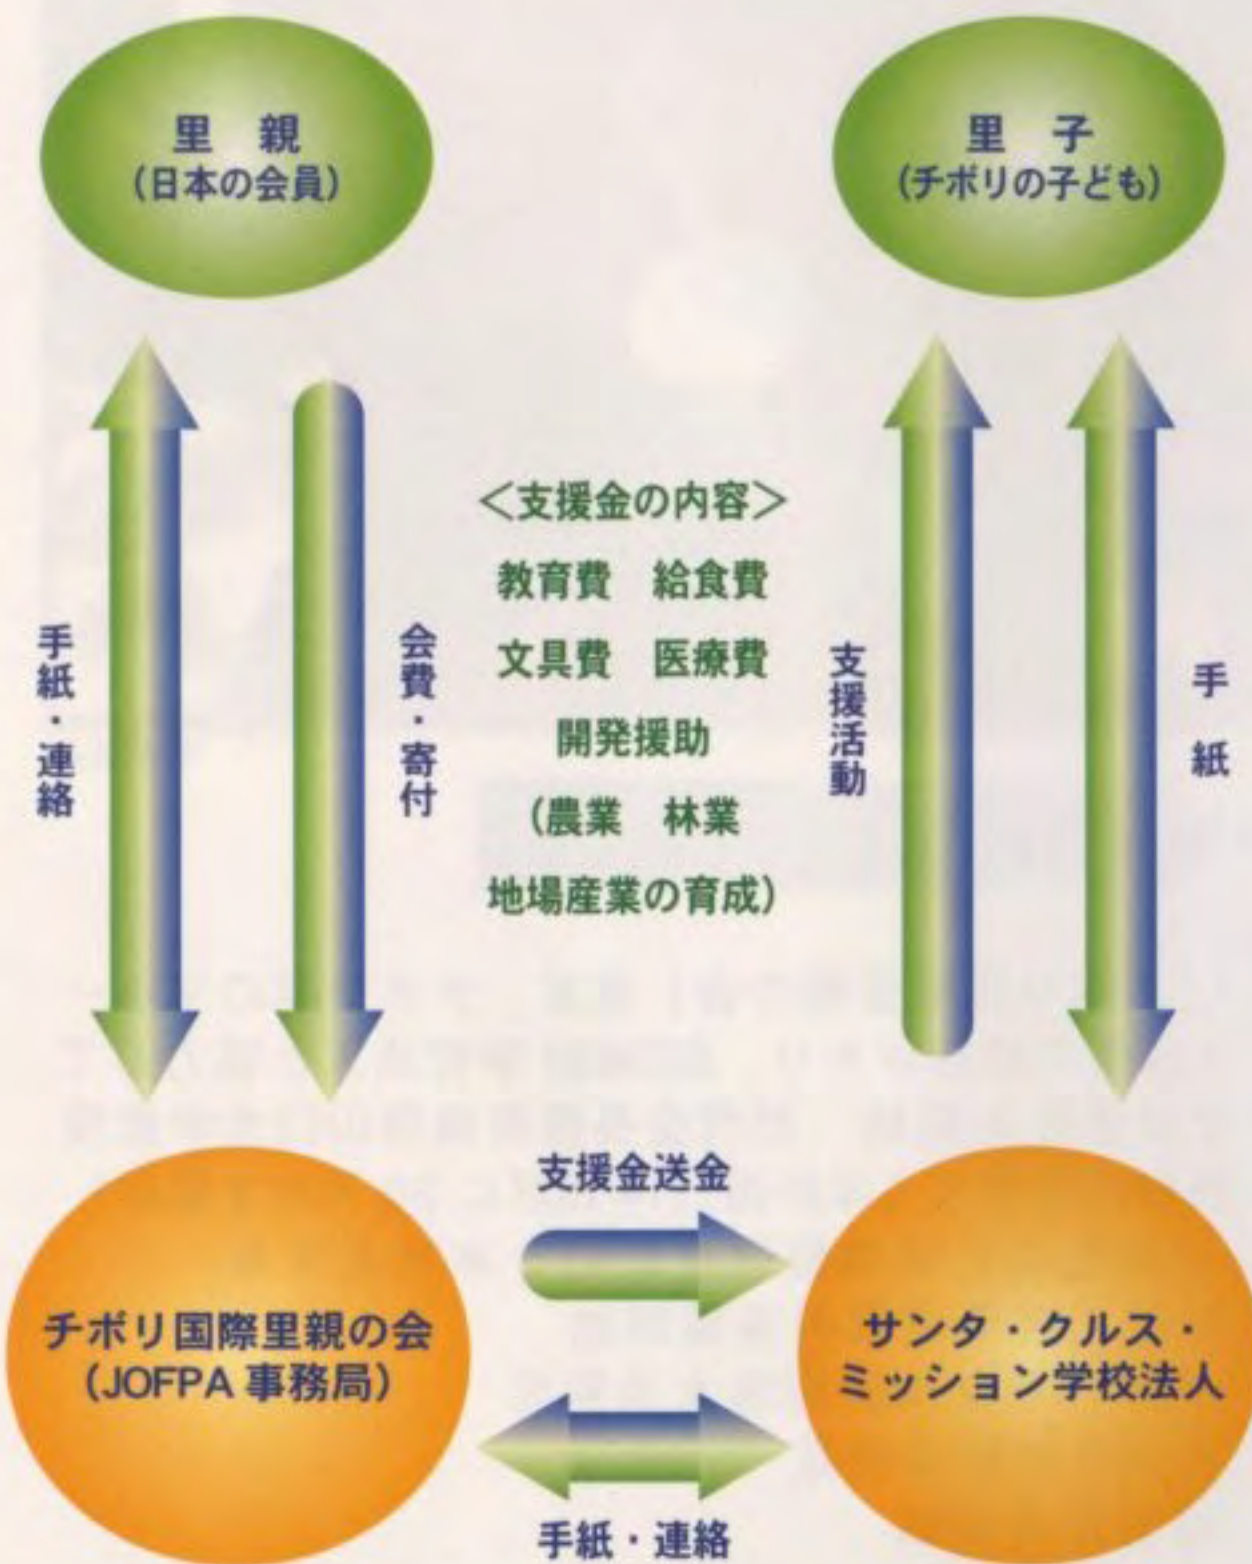 里 親
(日本の会員)
里 子
(チボリの子ども)
手紙・連絡
会費・寄付
＜支援金の内容＞
教育費 給食費
文具費 医療費
開発援助
(農業 林業
地場産業の育成)
支援活動
手 紙
支援金送金
チボリ国際里親の会
(JOFPA 事務局)
サンタ・クルス・
ミッション学校法人
手紙・連絡